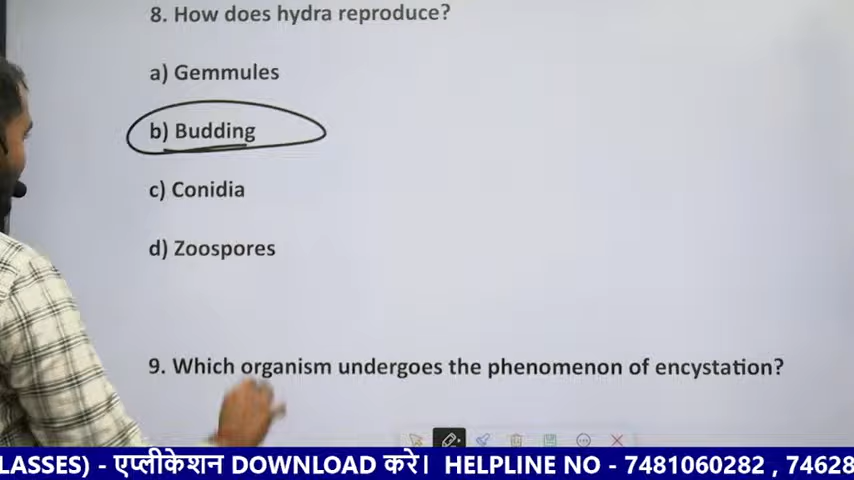 8. How does hydra reproduce?
a) Gemmules
b) Budding
c) Conidia
d) Zoospores
9. Which organism undergoes the phenomenon of encystation?
LASSES) - एप्लीकेशन DOWNLOAD करे। HELPLINE NO - 7481060282 , 74628